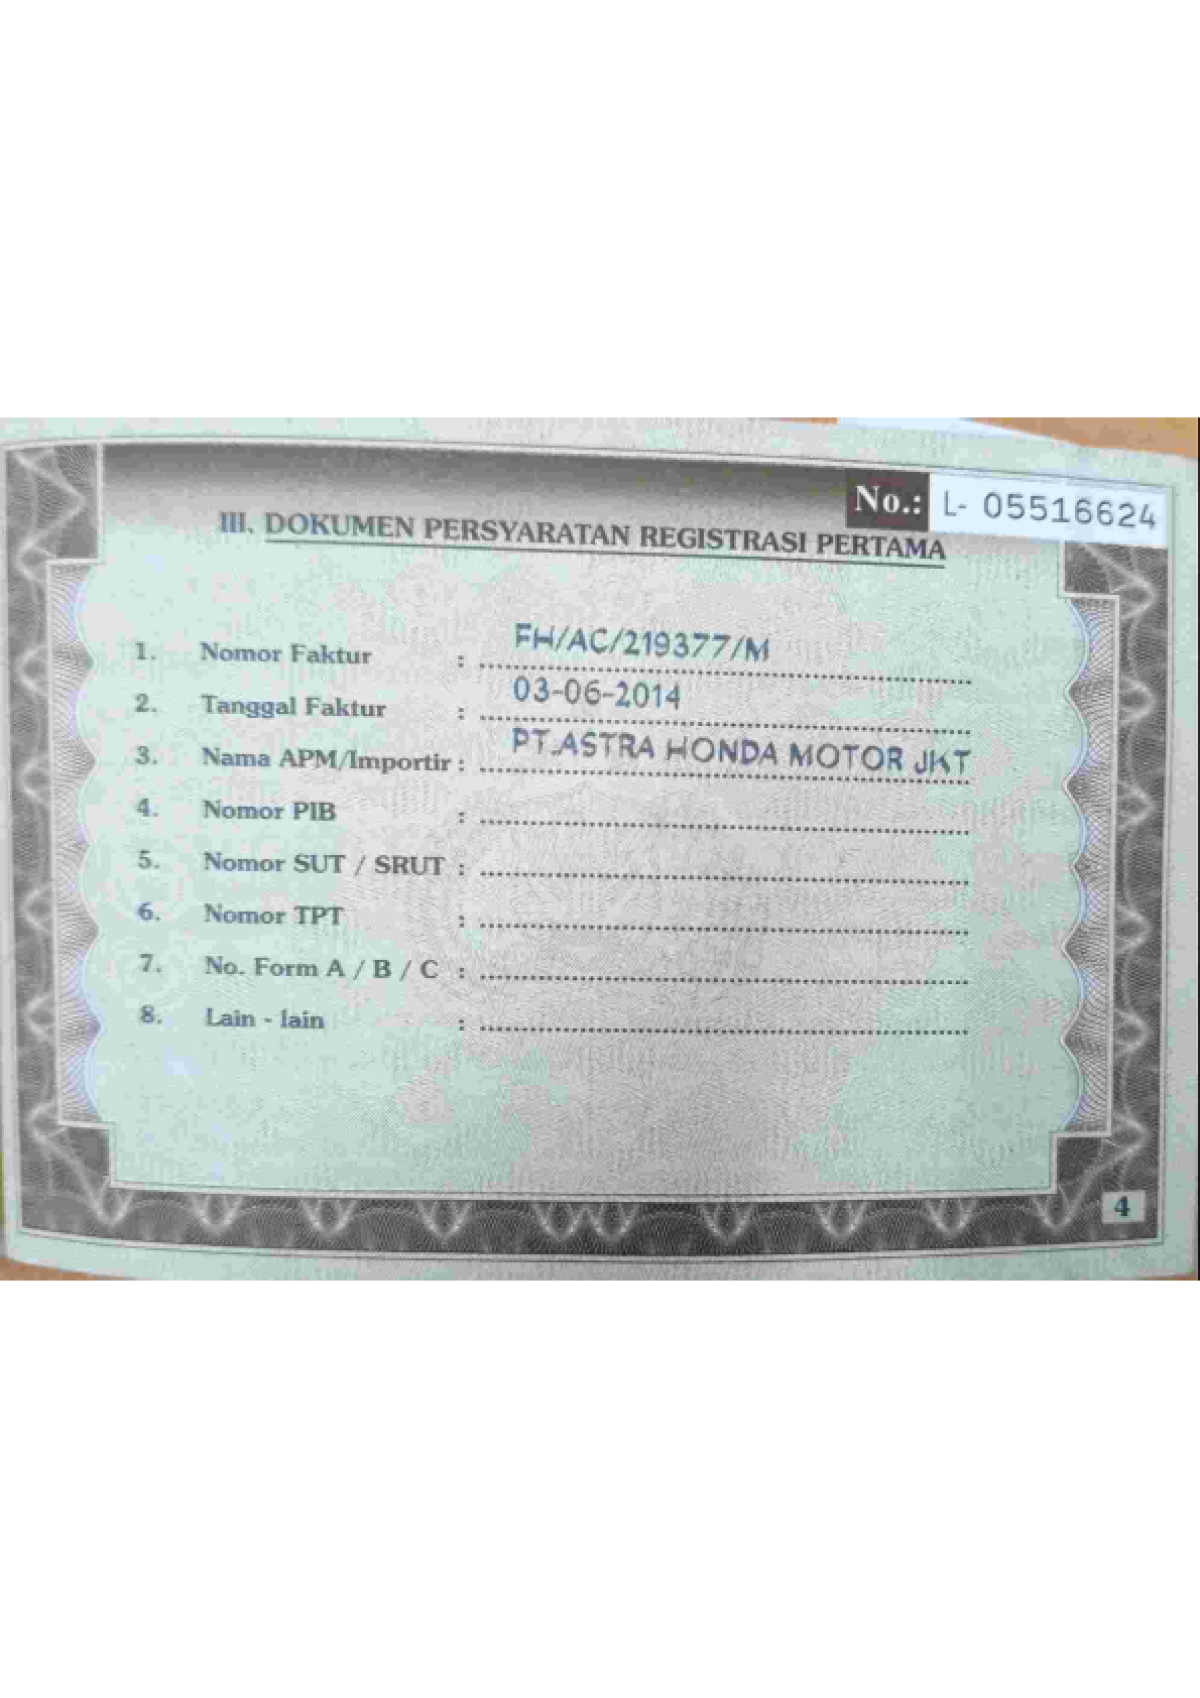 No.: L- 05516624
III. DOKUMEN PERSYARATAN REGISTRASI PERTAMA
1. Nomor Faktur : FH/AC/219377/M
2. Tanggal Faktur : 03-06-2014
3. Nama APM/Importir : PT.ASTRA HONDA MOTOR JKT
4. Nomor PIB :
5. Nomor SUT / SRUT :
6. Nomor TPT :
7. No. Form A / B / C :
8. Lain - lain :
4